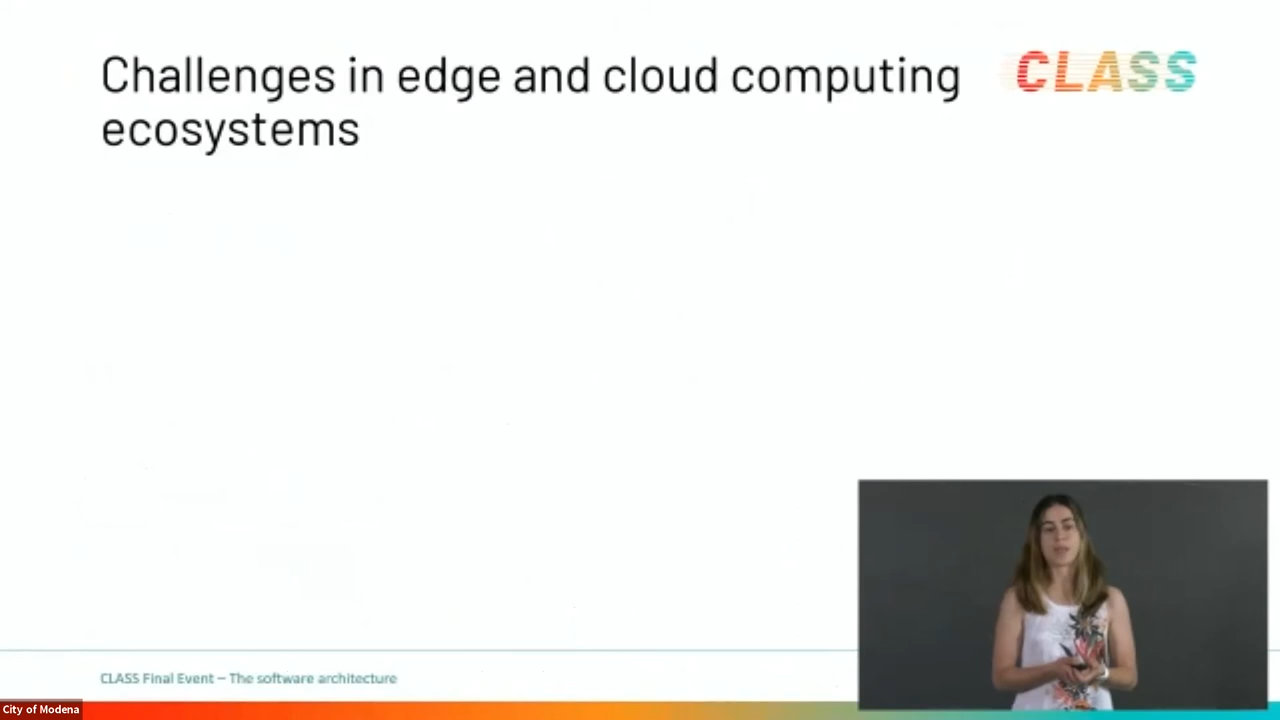 Challenges in edge and cloud computing
ecosystems
CLASS
CLASS Final Event – The software architecture
City of Modena